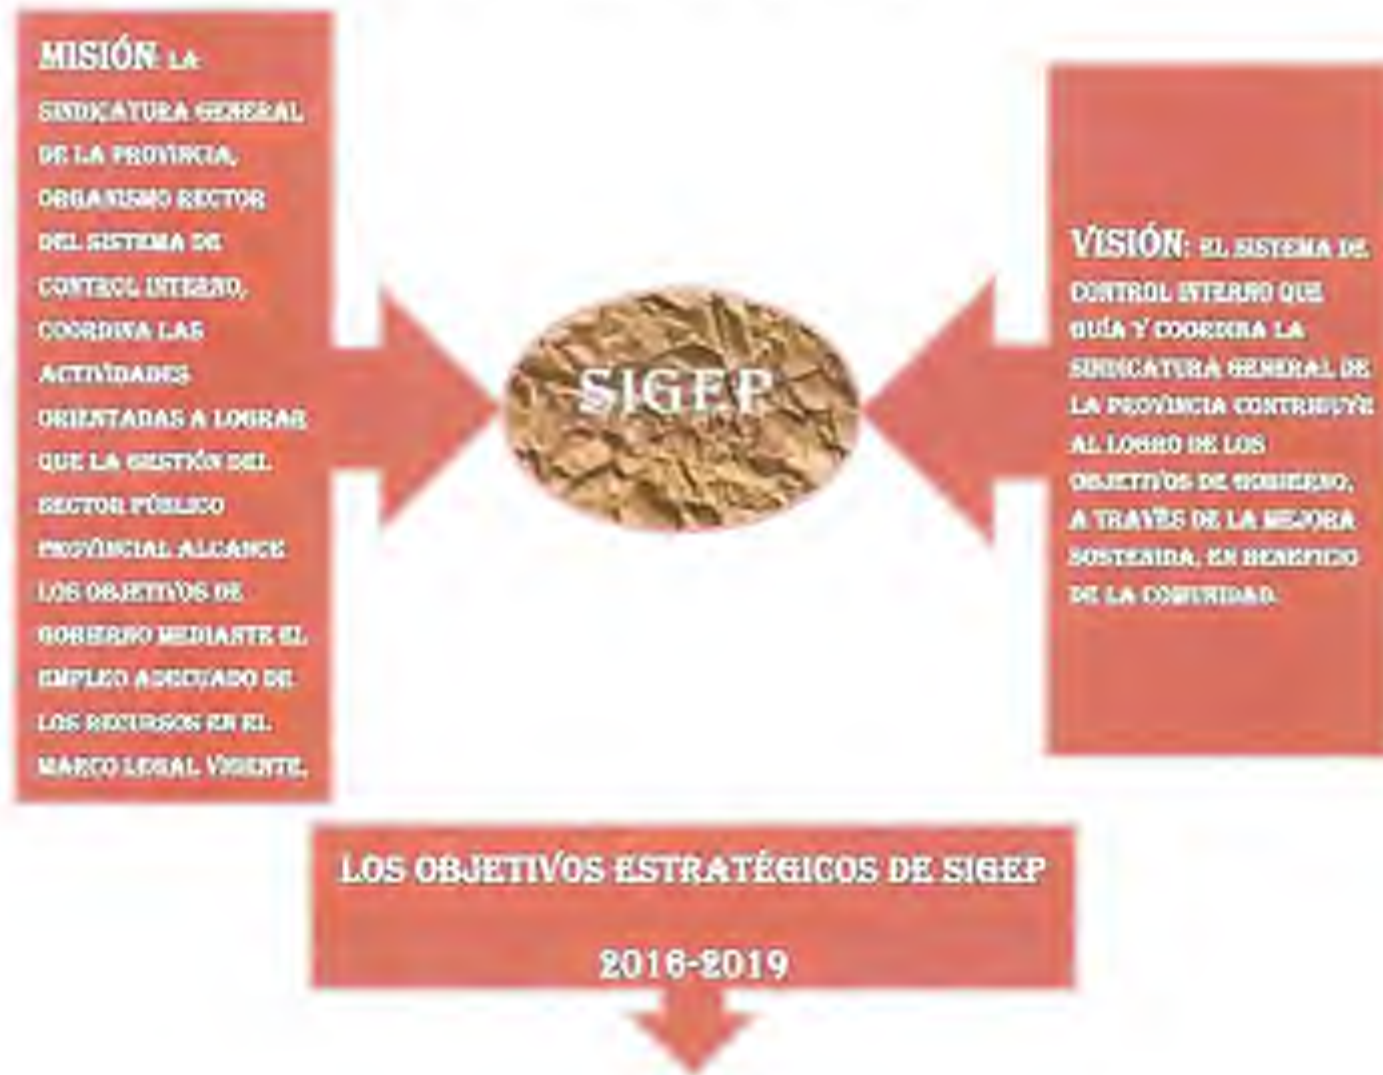 MISIÓN: LA
SINDICATURA GENERAL
DE LA PROVINCIA,
ORGANISMO RECTOR
DEL SISTEMA DE
CONTROL INTERNO,
COORDINA LAS
ACTIVIDADES
ORIENTADAS A LOGRAR
QUE LA GESTIÓN DEL
SECTOR PÚBLICO
PROVINCIAL ALCANCE
LOS OBJETIVOS DE
GOBIERNO MEDIANTE EL
EMPLEO ADECUADO DE
LOS RECURSOS EN EL
MARCO LEGAL VIGENTE.
SIGEP
VISIÓN: EL SISTEMA DE
CONTROL INTERNO QUE
GUÍA Y COORDINA LA
SINDICATURA GENERAL DE
LA PROVINCIA CONTRIBUYE
AL LOGRO DE LOS
OBJETIVOS DE GOBIERNO,
A TRAVÉS DE LA MEJORA
SOSTENIDA, EN BENEFICIO
DE LA COMUNIDAD.
LOS OBJETIVOS ESTRATÉGICOS DE SIGEP
2016-2019